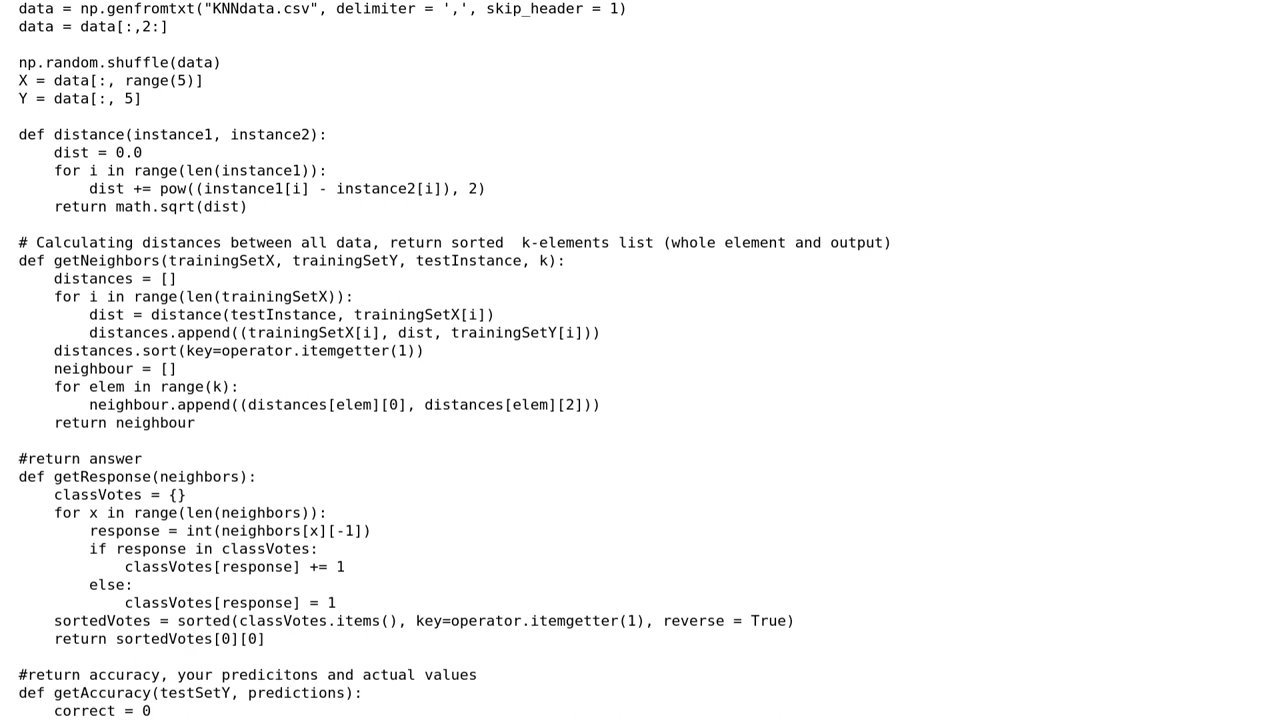 data = np.genfromtxt("KNNdata.csv", delimiter = ',', skip_header = 1)
data = data[:,2:]

np.random.shuffle(data)
X = data[:, range(5)]
Y = data[:, 5]

def distance(instance1, instance2):
    dist = 0.0
    for i in range(len(instance1)):
        dist += pow((instance1[i] - instance2[i]), 2)
    return math.sqrt(dist)

# Calculating distances between all data, return sorted  k-elements list (whole element and output)
def getNeighbors(trainingSetX, trainingSetY, testInstance, k):
    distances = []
    for i in range(len(trainingSetX)):
        dist = distance(testInstance, trainingSetX[i])
        distances.append((trainingSetX[i], dist, trainingSetY[i]))
    distances.sort(key=operator.itemgetter(1))
    neighbour = []
    for elem in range(k):
        neighbour.append((distances[elem][0], distances[elem][2]))
    return neighbour

#return answer
def getResponse(neighbors):
    classVotes = {}
    for x in range(len(neighbors)):
        response = int(neighbors[x][-1])
        if response in classVotes:
            classVotes[response] += 1
        else:
            classVotes[response] = 1
    sortedVotes = sorted(classVotes.items(), key=operator.itemgetter(1), reverse = True)
    return sortedVotes[0][0]

#return accuracy, your predicitons and actual values
def getAccuracy(testSetY, predictions):
    correct = 0